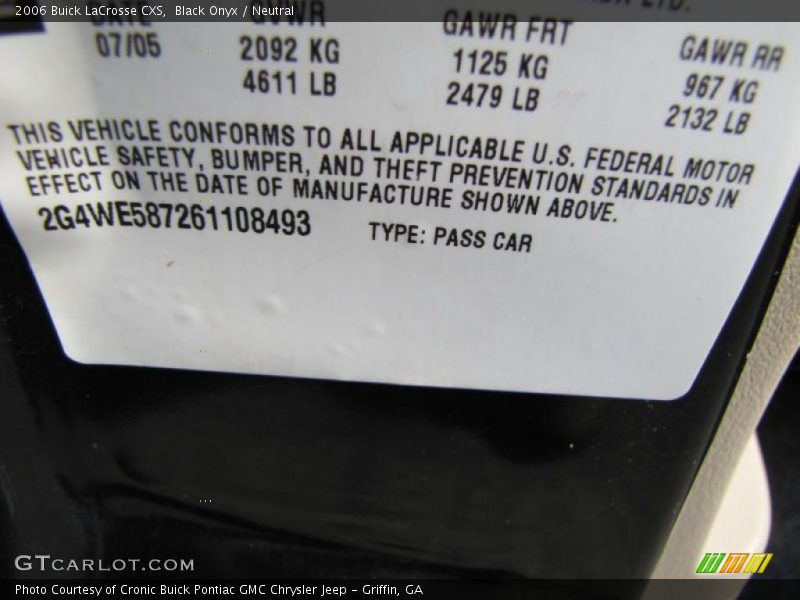 2006 Buick LaCrosse CXS, Black Onyx / Neutral
DATE GVWR GAWR FRT GAWR RR
07/05 2092 KG 1125 KG 967 KG
4611 LB 2479 LB 2132 LB
THIS VEHICLE CONFORMS TO ALL APPLICABLE U.S. FEDERAL MOTOR
VEHICLE SAFETY, BUMPER, AND THEFT PREVENTION STANDARDS IN
EFFECT ON THE DATE OF MANUFACTURE SHOWN ABOVE.
2G4WE587261108493 TYPE: PASS CAR
GTCARLOT.COM
Photo Courtesy of Cronic Buick Pontiac GMC Chrysler Jeep - Griffin, GA